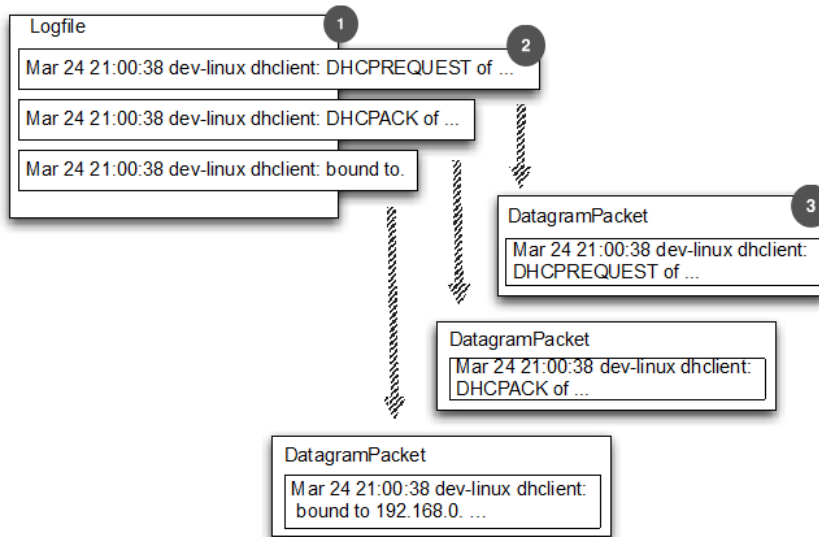 Logfile
1
2
Mar 24 21:00:38 dev-linux dhclient: DHCPREQUEST of ...
Mar 24 21:00:38 dev-linux dhclient: DHCPACK of ...
Mar 24 21:00:38 dev-linux dhclient: bound to.
3
DatagramPacket
Mar 24 21:00:38 dev-linux dhclient:
DHCPREQUEST of ...
DatagramPacket
Mar 24 21:00:38 dev-linux dhclient:
DHCPACK of ...
DatagramPacket
Mar 24 21:00:38 dev-linux dhclient:
bound to 192.168.0. ...